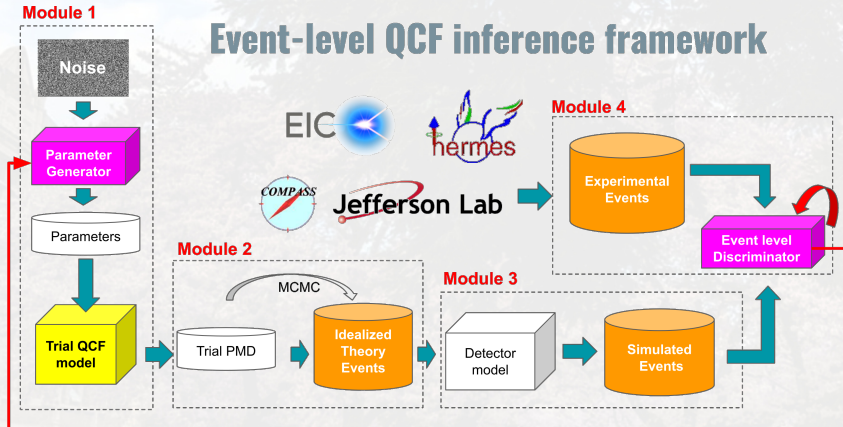 Module 1
Event-level QCF inference framework
Noise
Parameter
Generator
Parameters
Trial QCF
model
EIC
hermes
COMPASS
Jefferson Lab
Module 4
Experimental
Events
Event level
Discriminator
Module 2
MCMC
Trial PMD
Idealized
Theory
Events
Module 3
Detector
model
Simulated
Events